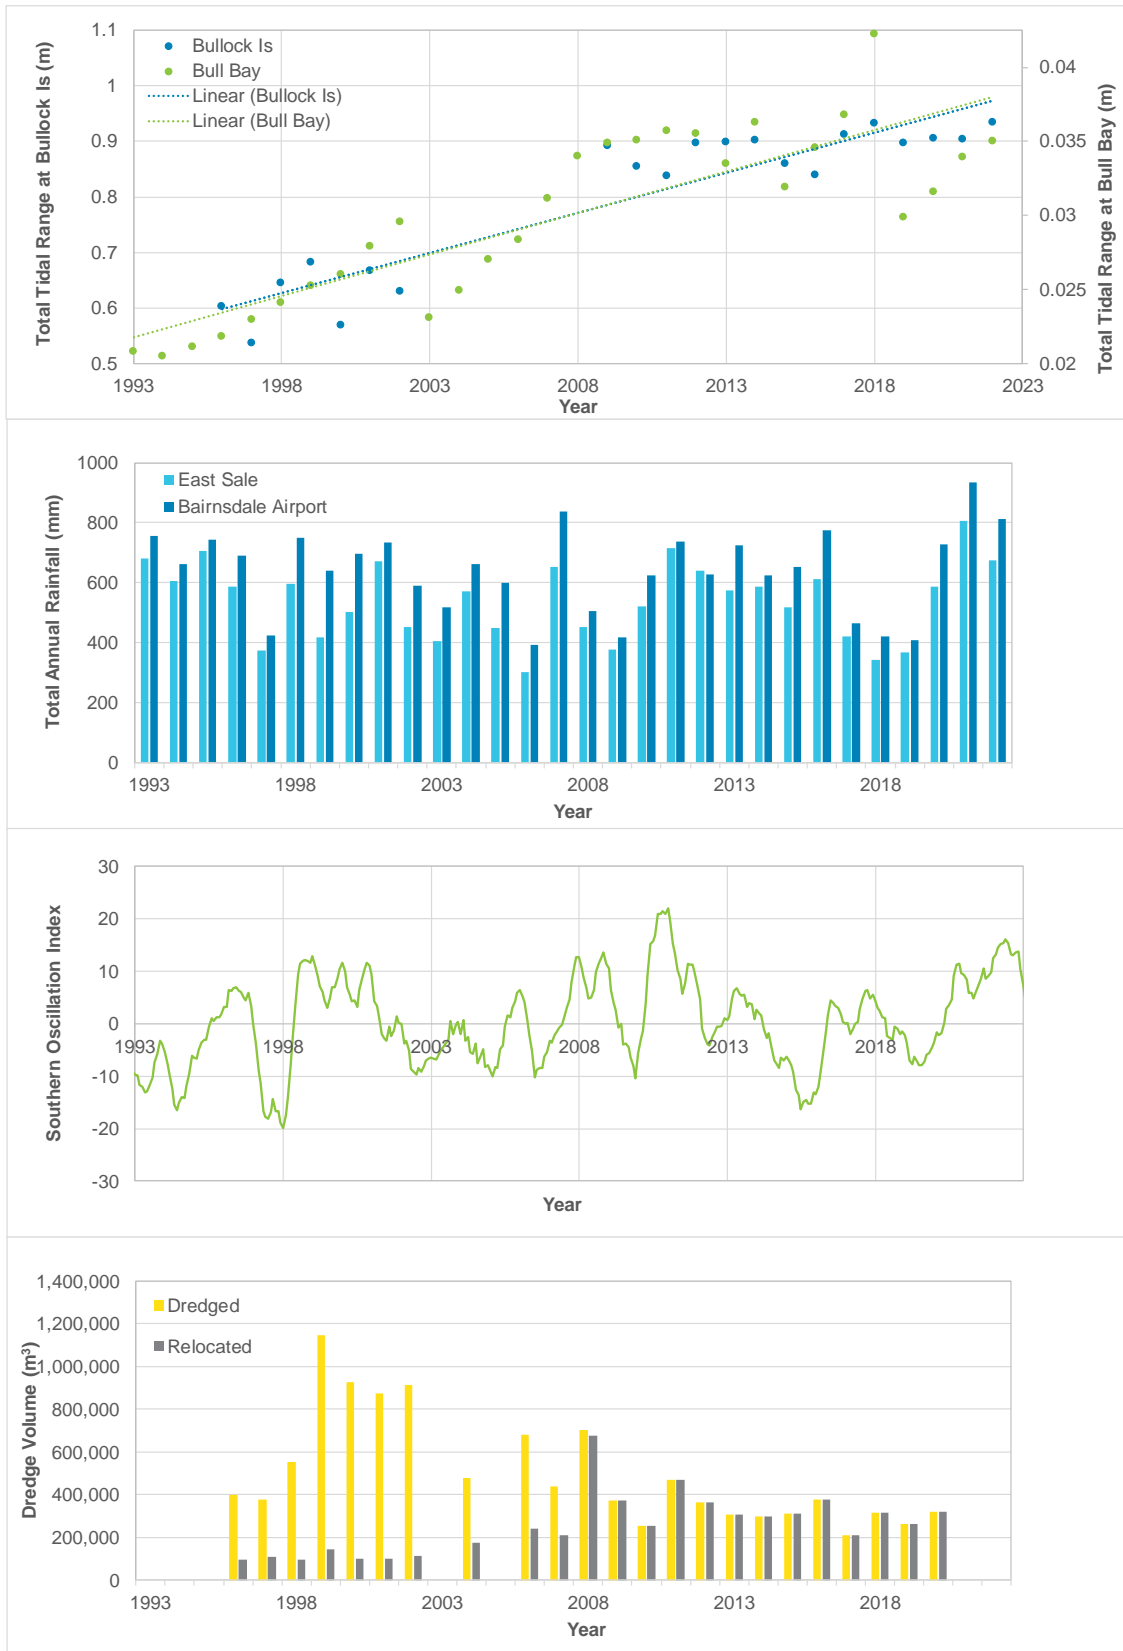 Total Tidal Range at Bullock Is (m)
1.1
1
0.9
0.8
0.7
0.6
0.5
Bullock Is
Bull Bay
Linear (Bullock Is)
Linear (Bull Bay)
0.04
0.035
0.03
0.025
0.02
Total Tidal Range at Bull Bay (m)
1993 1998 2003 2008 2013 2018 2023
Year
Total Annual Rainfall (mm)
1000
800
600
400
200
0
East Sale
Bairnsdale Airport
1993 1998 2003 2008 2013 2018
Year
Southern Oscillation Index
30
20
10
0
-10
-20
-30
1993 1998 2003 2008 2013 2018
Year
Dredge Volume (m³)
1,400,000
1,200,000
1,000,000
800,000
600,000
400,000
200,000
0
Dredged
Relocated
1993 1998 2003 2008 2013 2018
Year